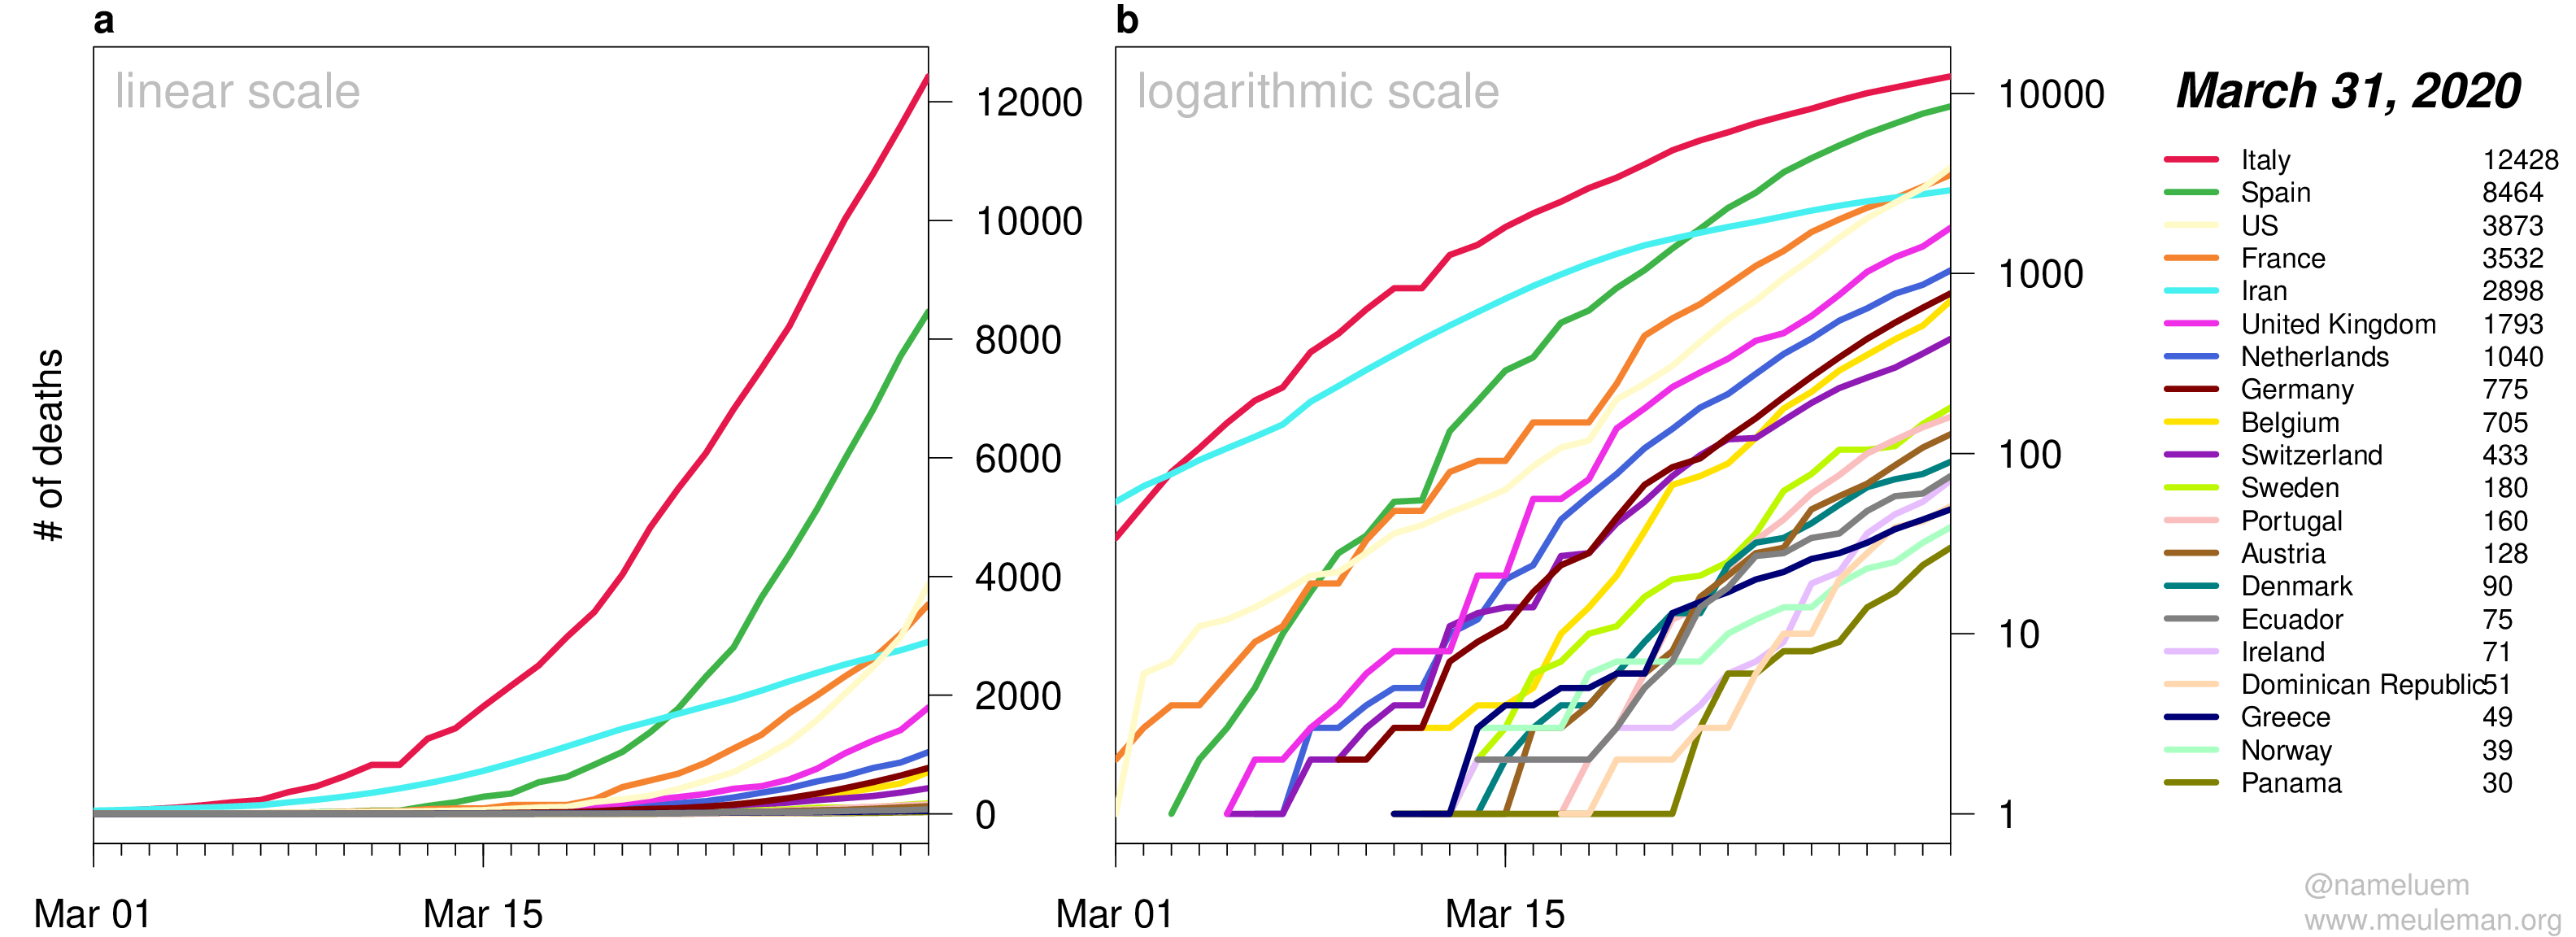 a
linear scale
# of deaths
12000
10000
8000
6000
4000
2000
0
Mar 01
Mar 15
b
logarithmic scale
10000
1000
100
10
1
Mar 01
Mar 15
March 31, 2020
Italy 12428
Spain 8464
US 3873
France 3532
Iran 2898
United Kingdom 1793
Netherlands 1040
Germany 775
Belgium 705
Switzerland 433
Sweden 180
Portugal 160
Austria 128
Denmark 90
Ecuador 75
Ireland 71
Dominican Republic 51
Greece 49
Norway 39
Panama 30
@nameluem
www.meuleman.org